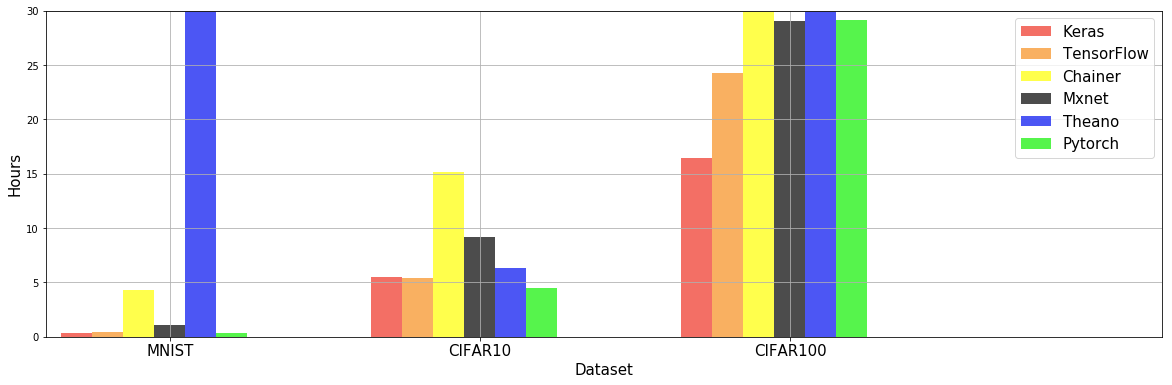 30
25
20
15
10
5
0
Hours
MNIST
CIFAR10
CIFAR100
Dataset
Keras
TensorFlow
Chainer
Mxnet
Theano
Pytorch